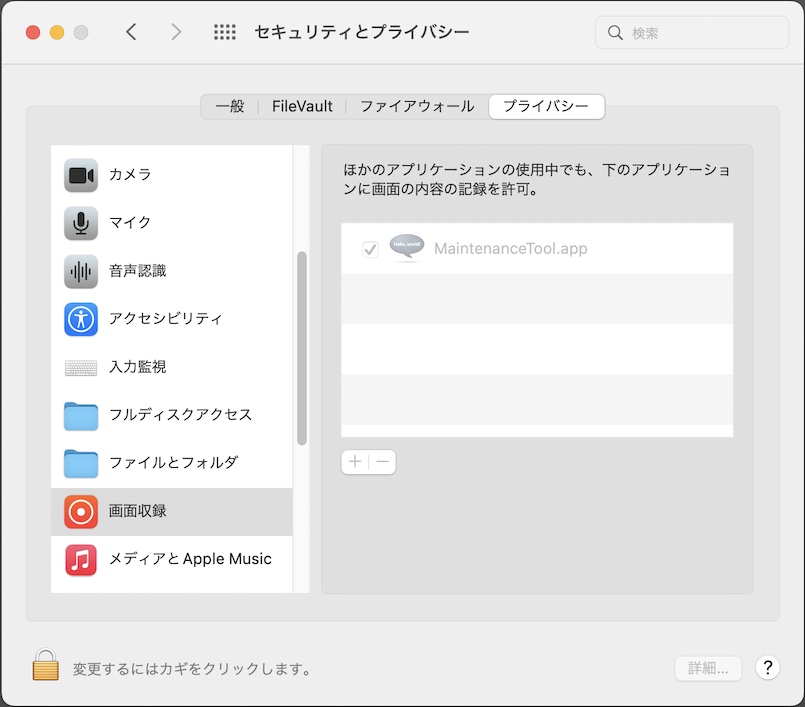 セキュリティとプライバシー
検索
一般
FileVault
ファイアウォール
プライバシー
カメラ
マイク
音声認識
アクセシビリティ
入力監視
フルディスクアクセス
ファイルとフォルダ
画面収録
メディアとApple Music
ほかのアプリケーションの使用中でも、下のアプリケーショ
ンに画面の内容の記録を許可。
Hello, world!
MaintenanceTool.app
変更するにはカギをクリックします。
詳細...
?